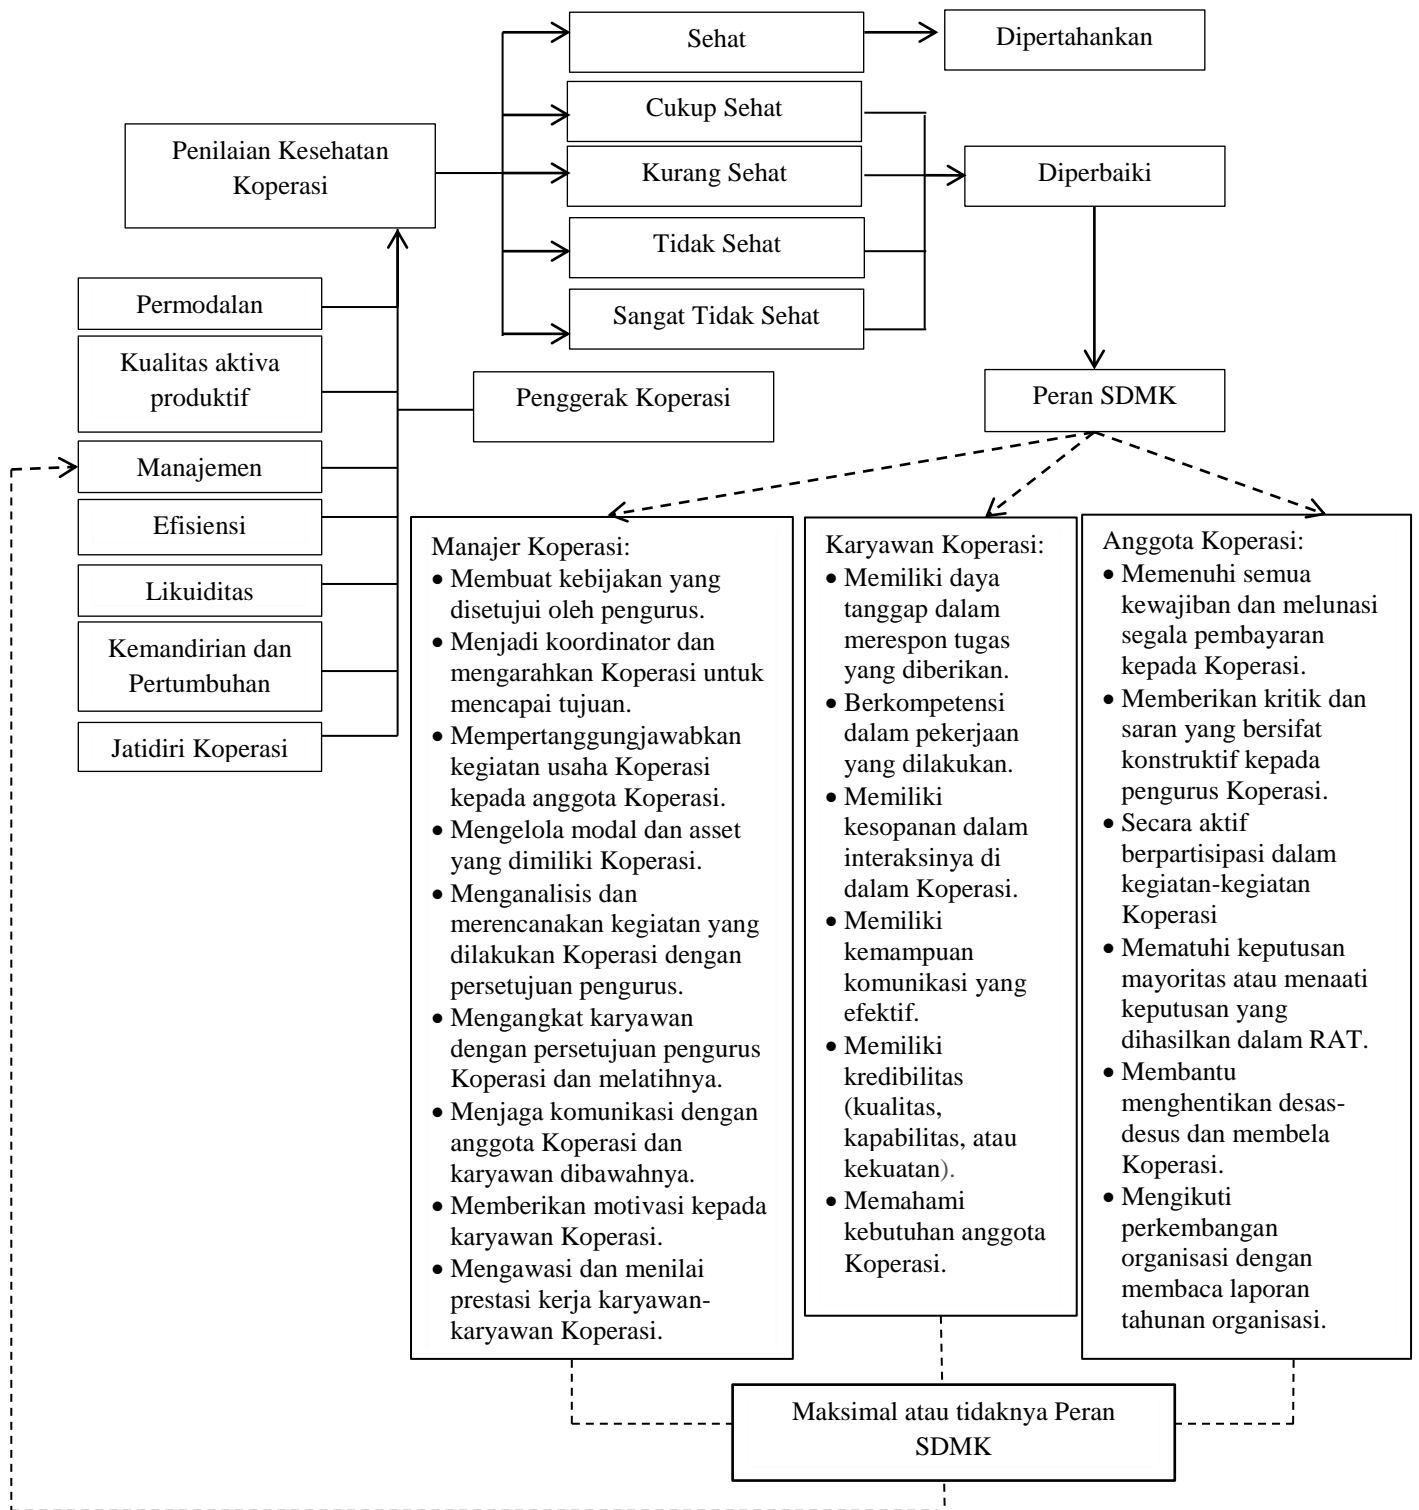 Sehat
Dipertahankan
Cukup Sehat
Penilaian Kesehatan
Koperasi
Kurang Sehat
Diperbaiki
Tidak Sehat
Sangat Tidak Sehat
Permodalan
Kualitas aktiva
produktif
Penggerak Koperasi
Peran SDMK
Manajemen
Efisiensi
Likuiditas
Kemandirian dan
Pertumbuhan
Jatidiri Koperasi
Manajer Koperasi:
• Membuat kebijakan yang
disetujui oleh pengurus.
• Menjadi koordinator dan
mengarahkan Koperasi untuk
mencapai tujuan.
• Mempertanggungjawabkan
kegiatan usaha Koperasi
kepada anggota Koperasi.
• Mengelola modal dan asset
yang dimiliki Koperasi.
• Menganalisis dan
merencanakan kegiatan yang
dilakukan Koperasi dengan
persetujuan pengurus.
• Mengangkat karyawan
dengan persetujuan pengurus
Koperasi dan melatihnya.
• Menjaga komunikasi dengan
anggota Koperasi dan
karyawan dibawahnya.
• Memberikan motivasi kepada
karyawan Koperasi.
• Mengawasi dan menilai
prestasi kerja karyawan-
karyawan Koperasi.
Karyawan Koperasi:
• Memiliki daya
tanggap dalam
merespon tugas
yang diberikan.
• Berkompetensi
dalam pekerjaan
yang dilakukan.
• Memiliki
kesopanan dalam
interaksinya di
dalam Koperasi.
• Memiliki
kemampuan
komunikasi yang
efektif.
• Memiliki
kredibilitas
(kualitas,
kapabilitas, atau
kekuatan).
• Memahami
kebutuhan anggota
Koperasi.
Anggota Koperasi:
• Memenuhi semua
kewajiban dan melunasi
segala pembayaran
kepada Koperasi.
• Memberikan kritik dan
saran yang bersifat
konstruktif kepada
pengurus Koperasi.
• Secara aktif
berpartisipasi dalam
kegiatan-kegiatan
Koperasi
• Mematuhi keputusan
mayoritas atau menaati
keputusan yang
dihasilkan dalam RAT.
• Membantu
menghentikan desas-
desus dan membela
Koperasi.
• Mengikuti
perkembangan
organisasi dengan
membaca laporan
tahunan organisasi.
Maksimal atau tidaknya Peran
SDMK